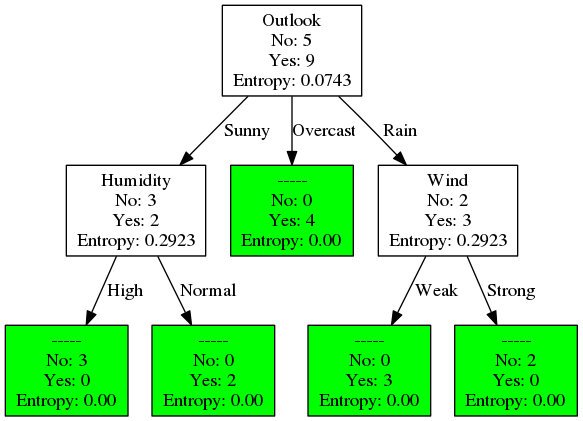 Outlook
No: 5
Yes: 9
Entropy: 0.0743
Sunny
Overcast
Rain
Humidity
No: 3
Yes: 2
Entropy: 0.2923
-----
No: 0
Yes: 4
Entropy: 0.00
Wind
No: 2
Yes: 3
Entropy: 0.2923
High
Normal
Weak
Strong
-----
No: 3
Yes: 0
Entropy: 0.00
-----
No: 0
Yes: 2
Entropy: 0.00
-----
No: 0
Yes: 3
Entropy: 0.00
-----
No: 2
Yes: 0
Entropy: 0.00